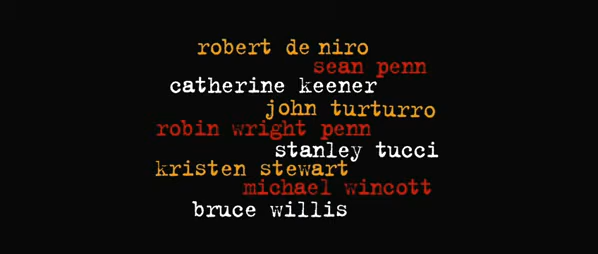 robert de niro
sean penn
catherine keener
john turturro
robin wright penn
stanley tucci
kristen stewart
michael wincott
bruce willis